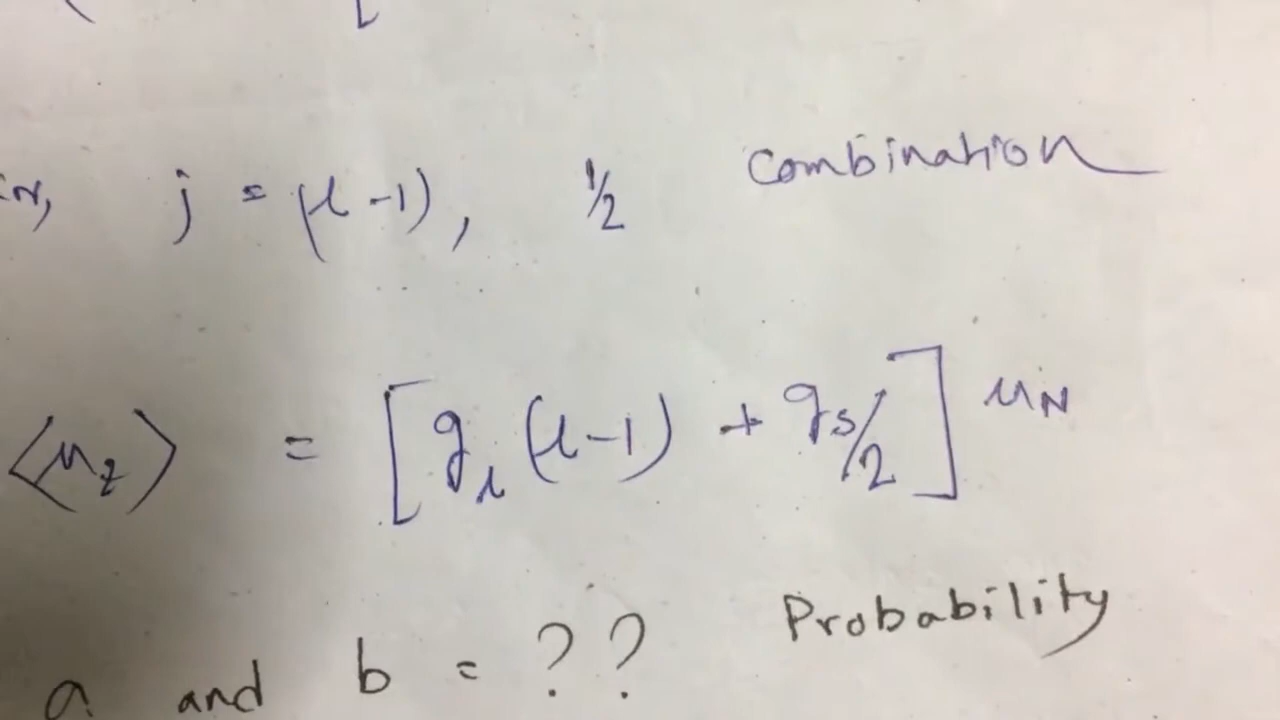 j = (l-1), 1/2 Combination
⟨μz⟩ = [gl (l-1) + gs/2] μN
a and b = ?? Probability